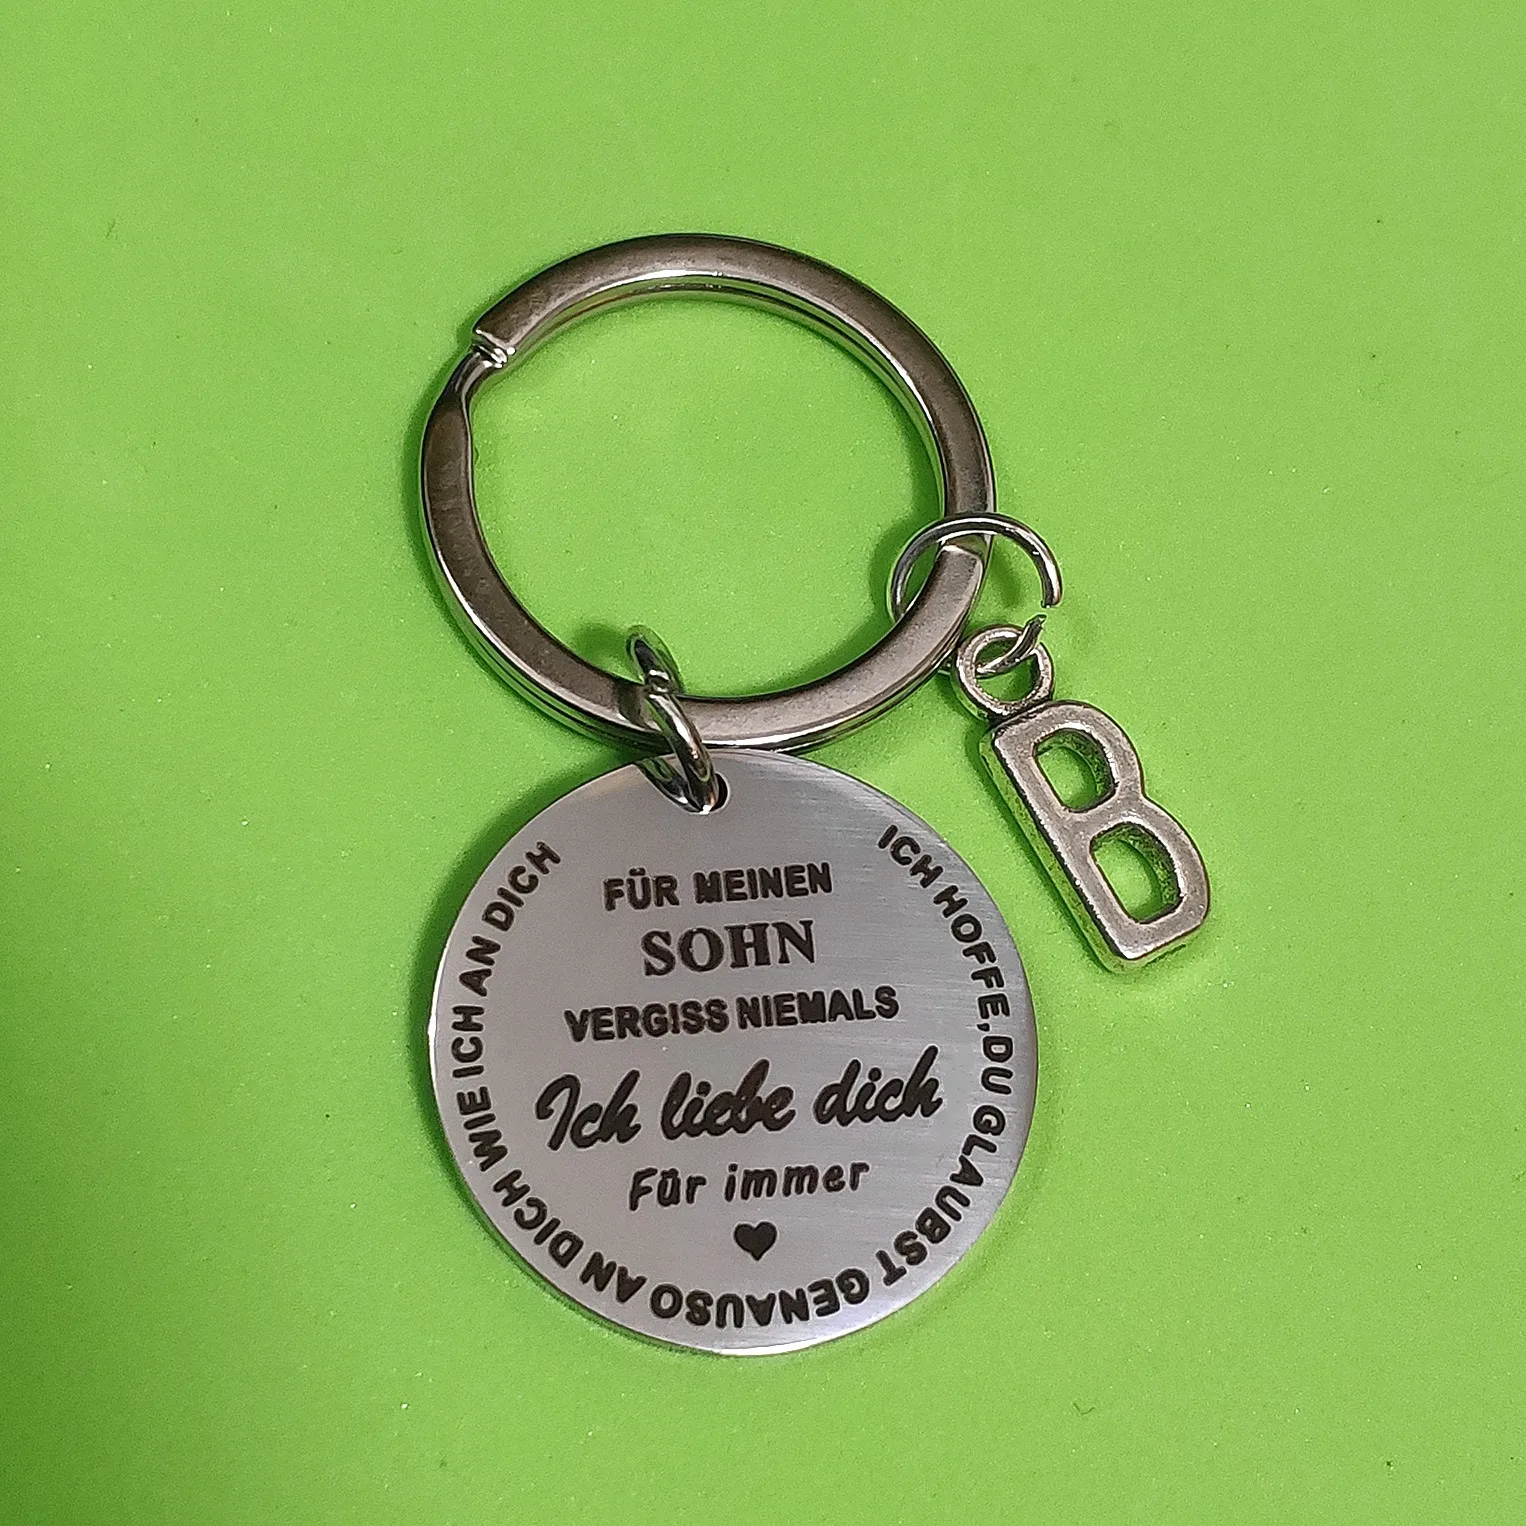 FÜR MEINEN
SOHN
VERGISS NIEMALS
Ich liebe dich
Für immer
ICH HOFFE, DU GLAUBST GENAUSO AN DICH WIE ICH AN DICH
B